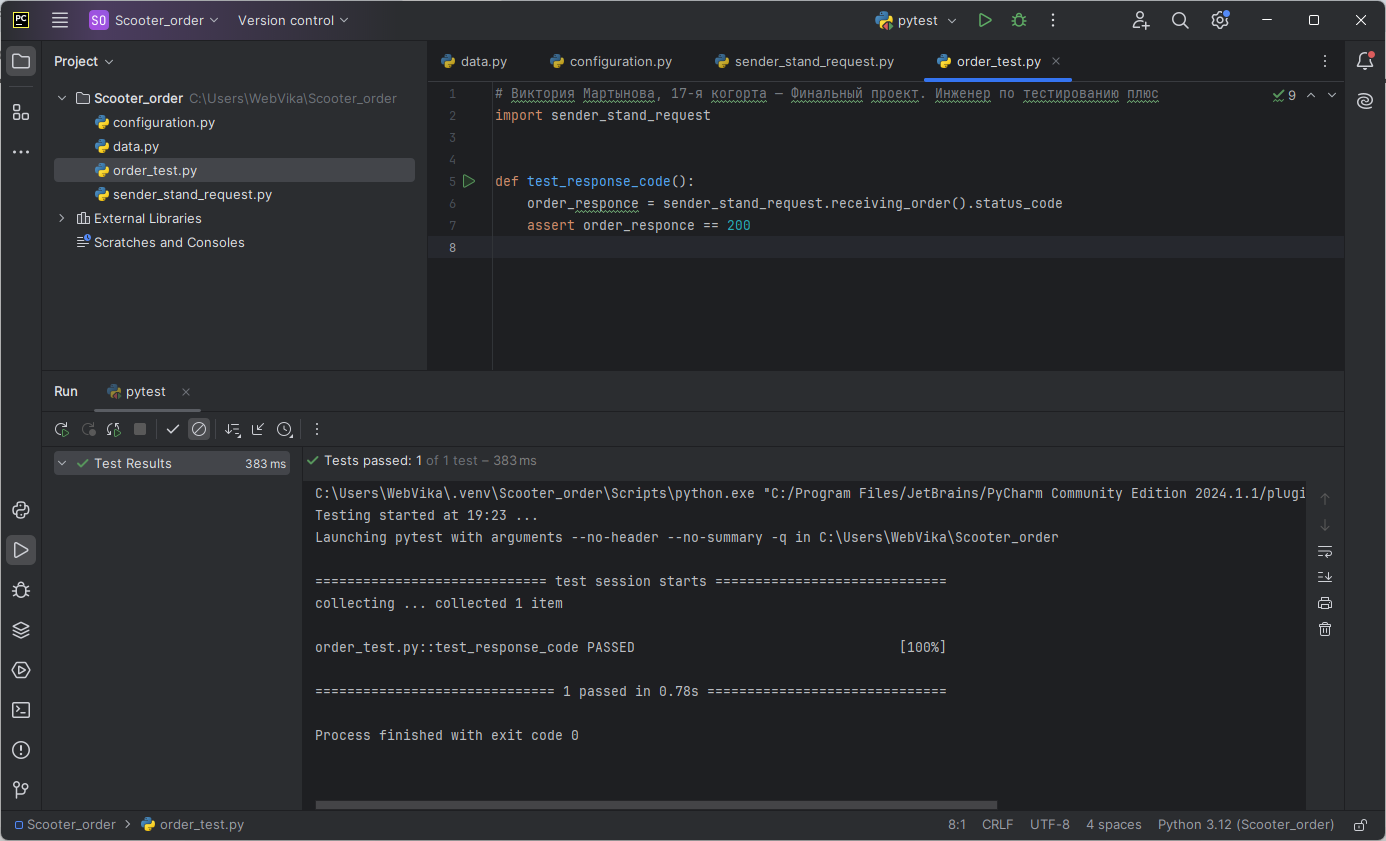 PC SO Scooter_order Version control pytest
Project
data.py configuration.py sender_stand_request.py order_test.py
Scooter_order C:\Users\WebVika\Scooter_order
configuration.py
data.py
order_test.py
sender_stand_request.py
External Libraries
Scratches and Consoles
1 # Виктория Мартынова, 17-я когорта — Финальный проект. Инженер по тестированию плюс 9
2 import sender_stand_request
3
4
5 def test_response_code():
6 order_responce = sender_stand_request.receiving_order().status_code
7 assert order_responce == 200
8
Run pytest
Test Results 383 ms
Tests passed: 1 of 1 test – 383 ms
C:\Users\WebVika\.venv\Scooter_order\Scripts\python.exe "C:/Program Files/JetBrains/PyCharm Community Edition 2024.1.1/plugi
Testing started at 19:23 ...
Launching pytest with arguments --no-header --no-summary -q in C:\Users\WebVika\Scooter_order
============================= test session starts =============================
collecting ... collected 1 item
order_test.py::test_response_code PASSED [100%]
============================== 1 passed in 0.78s ==============================
Process finished with exit code 0
Scooter_order > order_test.py 8:1 CRLF UTF-8 4 spaces Python 3.12 (Scooter_order)